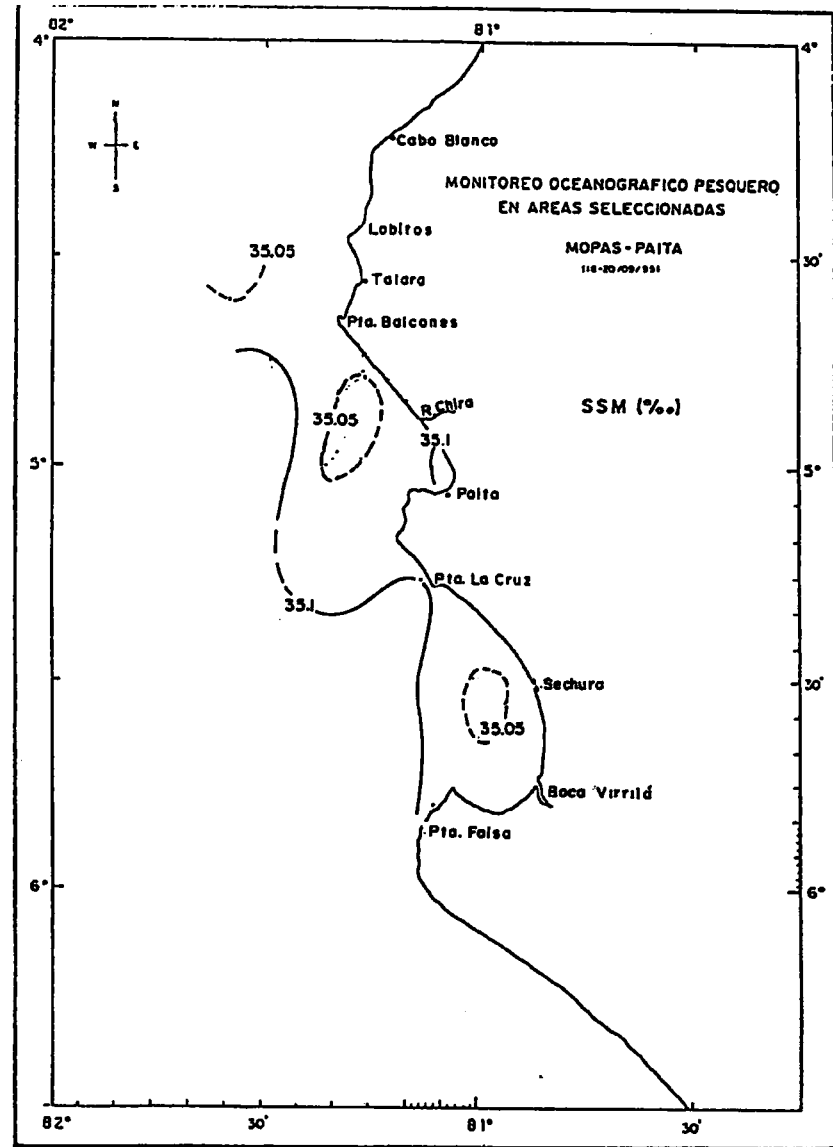 82°
81°
4°
4°
N
W E
S
Cabo Blanco
MONITOREO OCEANOGRAFICO PESQUERO
EN AREAS SELECCIONADAS
Lobitos
MOPAS - PAITA
35.05
30'
Talara
Pta. Balcones
R. Chira
SSM (‰)
35.05
35.1
5°
5°
Paita
Pta. La Cruz
35.1
Sechura
30'
35.05
Boca Virrilá
Pta. Falsa
6°
6°
82°
30'
81°
30'